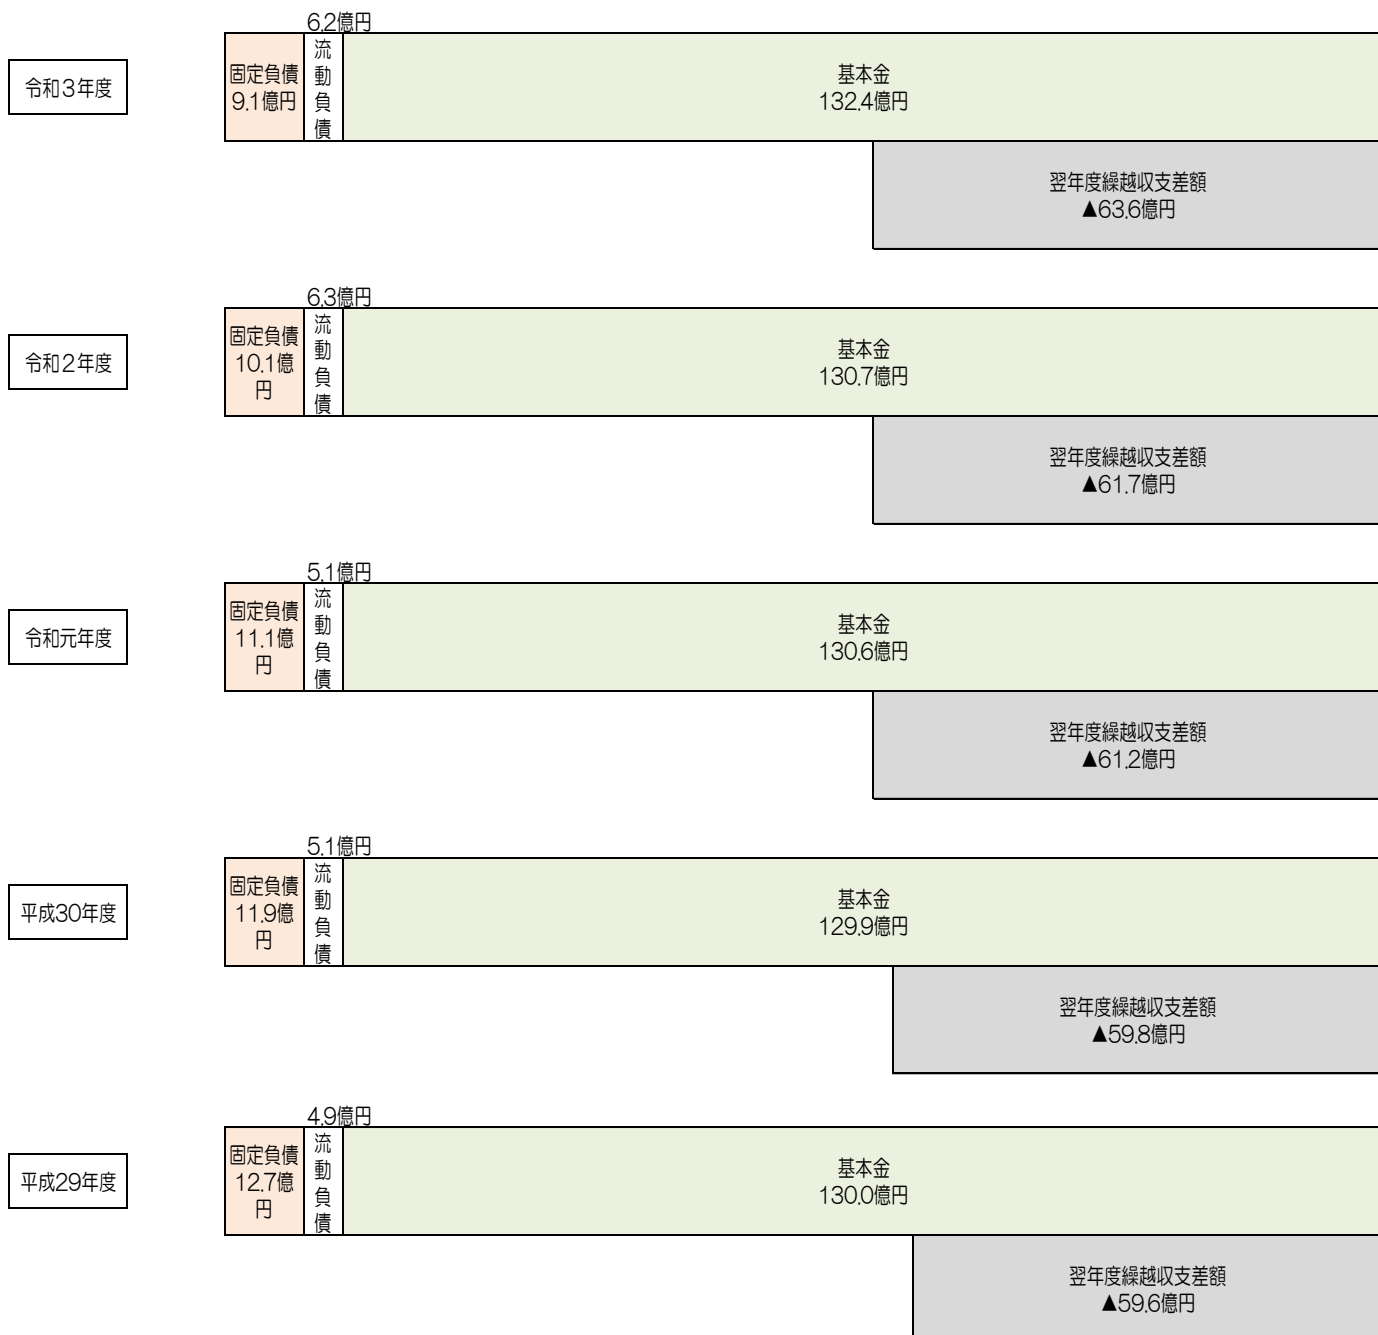 6.2億円
令和3年度
固定負債
9.1億円
流
動
負
債
基本金
132.4億円
翌年度繰越収支差額
▲63.6億円
6.3億円
令和2年度
固定負債
10.1億
円
流
動
負
債
基本金
130.7億円
翌年度繰越収支差額
▲61.7億円
5.1億円
令和元年度
固定負債
11.1億
円
流
動
負
債
基本金
130.6億円
翌年度繰越収支差額
▲61.2億円
5.1億円
平成30年度
固定負債
11.9億
円
流
動
負
債
基本金
129.9億円
翌年度繰越収支差額
▲59.8億円
4.9億円
平成29年度
固定負債
12.7億
円
流
動
負
債
基本金
130.0億円
翌年度繰越収支差額
▲59.6億円